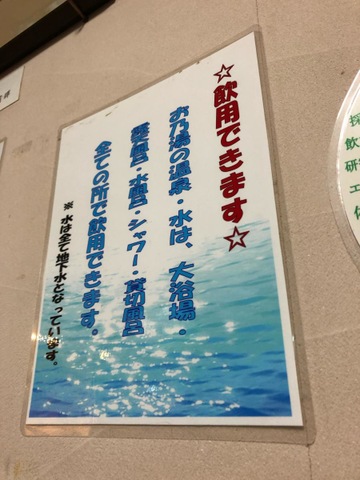 ☆飲用できます☆
お乃湯の温泉・水は、大浴場・
露天風呂・水風呂・シャワー・貸切風呂
全ての所で飲用できます。
※ 水は全て地下水となっています。